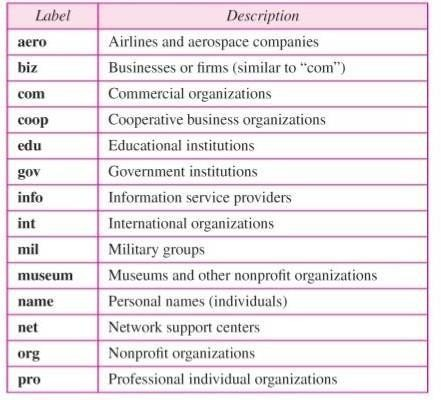 Label Description
aero Airlines and aerospace companies
biz Businesses or firms (similar to “com”)
com Commercial organizations
coop Cooperative business organizations
edu Educational institutions
gov Government institutions
info Information service providers
int International organizations
mil Military groups
museum Museums and other nonprofit organizations
name Personal names (individuals)
net Network support centers
org Nonprofit organizations
pro Professional individual organizations